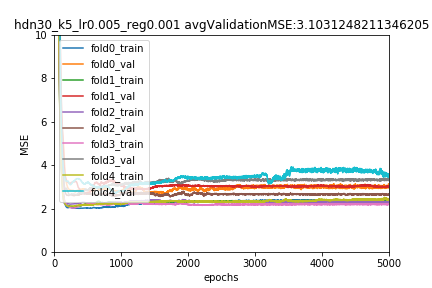 hdn30_k5_lr0.005_reg0.001 avgValidationMSE:3.1031248211346205
10
8
6
4
2
0
MSE
fold0_train
fold0_val
fold1_train
fold1_val
fold2_train
fold2_val
fold3_train
fold3_val
fold4_train
fold4_val
0 1000 2000 3000 4000 5000
epochs